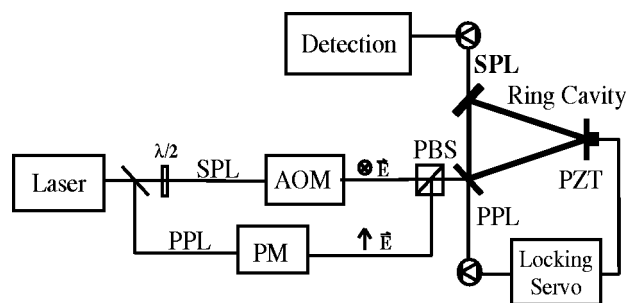 Detection
SPL
Ring Cavity
λ/2
PBS
Laser
SPL
AOM
E⃗
PZT
PPL
PPL
PM
E⃗
Locking
Servo